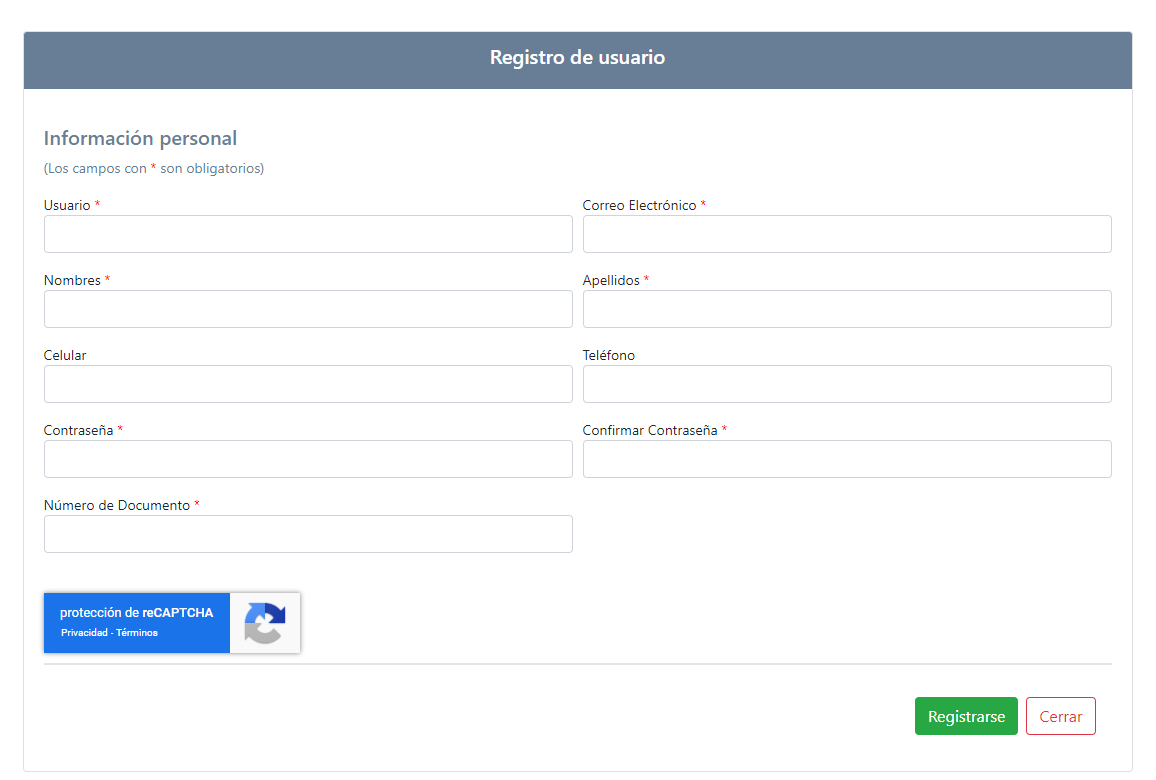 Registro de usuario
Información personal
(Los campos con * son obligatorios)
Usuario *
Correo Electrónico *
Nombres *
Apellidos *
Celular
Teléfono
Contraseña *
Confirmar Contraseña *
Número de Documento *
protección de reCAPTCHA
Privacidad - Términos
Registrarse
Cerrar